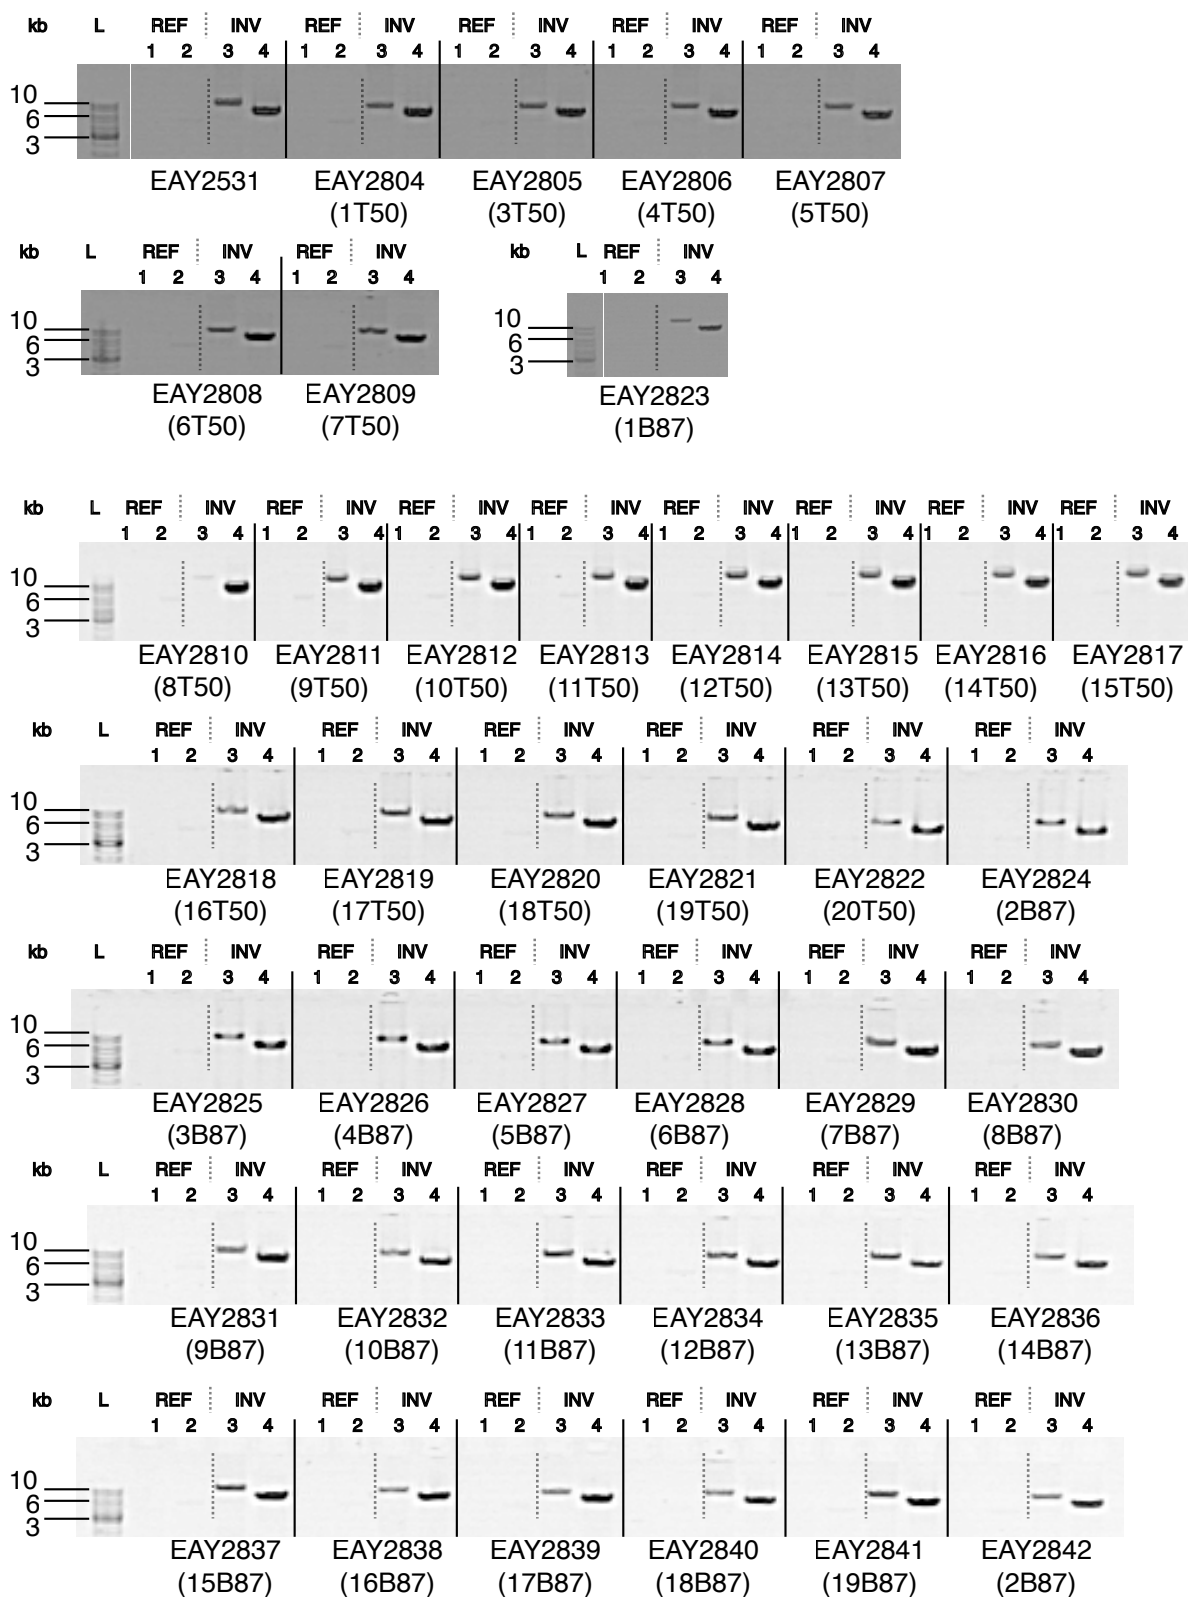 kb L REF INV REF INV REF INV REF INV REF INV
1 2 3 4 1 2 3 4 1 2 3 4 1 2 3 4 1 2 3 4
10
6
3
EAY2531 EAY2804 EAY2805 EAY2806 EAY2807
(1T50) (3T50) (4T50) (5T50)
kb L REF INV REF INV kb L REF INV
1 2 3 4 1 2 3 4 1 2 3 4
10 10
6 6
3 3
EAY2808 EAY2809 EAY2823
(6T50) (7T50) (1B87)
kb L REF INV REF INV REF INV REF INV REF INV REF INV REF INV REF INV
1 2 3 4 1 2 3 4 1 2 3 4 1 2 3 4 1 2 3 4 1 2 3 4 1 2 3 4 1 2 3 4
10
6
3
EAY2810 EAY2811 EAY2812 EAY2813 EAY2814 EAY2815 EAY2816 EAY2817
(8T50) (9T50) (10T50) (11T50) (12T50) (13T50) (14T50) (15T50)
kb L REF INV REF INV REF INV REF INV REF INV REF INV
1 2 3 4 1 2 3 4 1 2 3 4 1 2 3 4 1 2 3 4 1 2 3 4
10
6
3
EAY2818 EAY2819 EAY2820 EAY2821 EAY2822 EAY2824
(16T50) (17T50) (18T50) (19T50) (20T50) (2B87)
kb L REF INV REF INV REF INV REF INV REF INV REF INV
1 2 3 4 1 2 3 4 1 2 3 4 1 2 3 4 1 2 3 4 1 2 3 4
10
6
3
EAY2825 EAY2826 EAY2827 EAY2828 EAY2829 EAY2830
(3B87) (4B87) (5B87) (6B87) (7B87) (8B87)
kb L REF INV REF INV REF INV REF INV REF INV REF INV
1 2 3 4 1 2 3 4 1 2 3 4 1 2 3 4 1 2 3 4 1 2 3 4
10
6
3
EAY2831 EAY2832 EAY2833 EAY2834 EAY2835 EAY2836
(9B87) (10B87) (11B87) (12B87) (13B87) (14B87)
kb L REF INV REF INV REF INV REF INV REF INV REF INV
1 2 3 4 1 2 3 4 1 2 3 4 1 2 3 4 1 2 3 4 1 2 3 4
10
6
3
EAY2837 EAY2838 EAY2839 EAY2840 EAY2841 EAY2842
(15B87) (16B87) (17B87) (18B87) (19B87) (2B87)